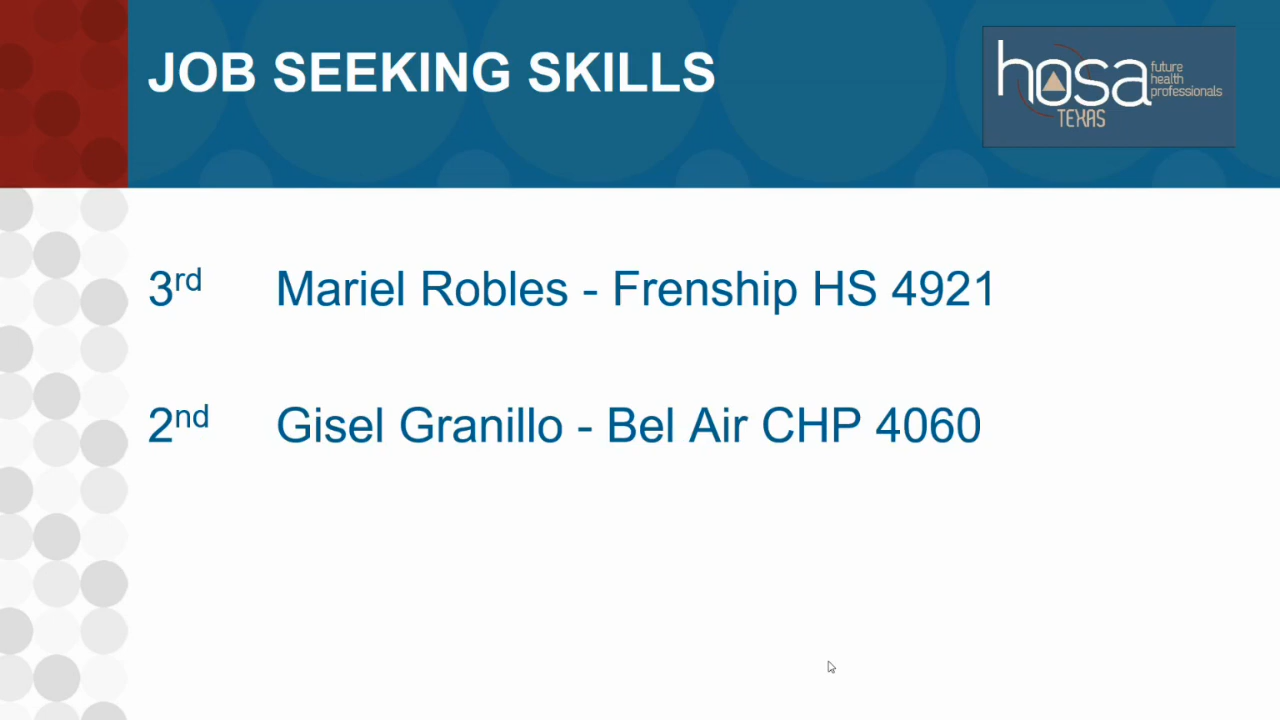 JOB SEEKING SKILLS
hosa
future
health
professionals
TEXAS
3rd Mariel Robles - Frenship HS 4921
2nd Gisel Granillo - Bel Air CHP 4060